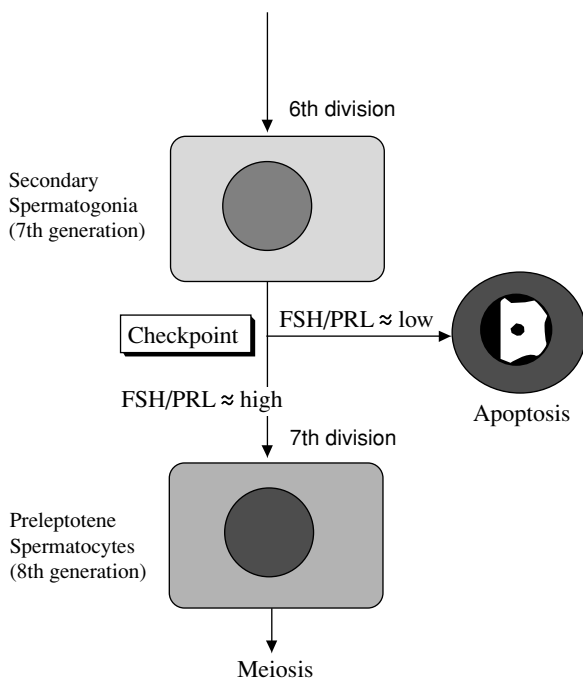 6th division
Secondary
Spermatogonia
(7th generation)
FSH/PRL ≈ low
Checkpoint
Apoptosis
FSH/PRL ≈ high
7th division
Preleptotene
Spermatocytes
(8th generation)
Meiosis